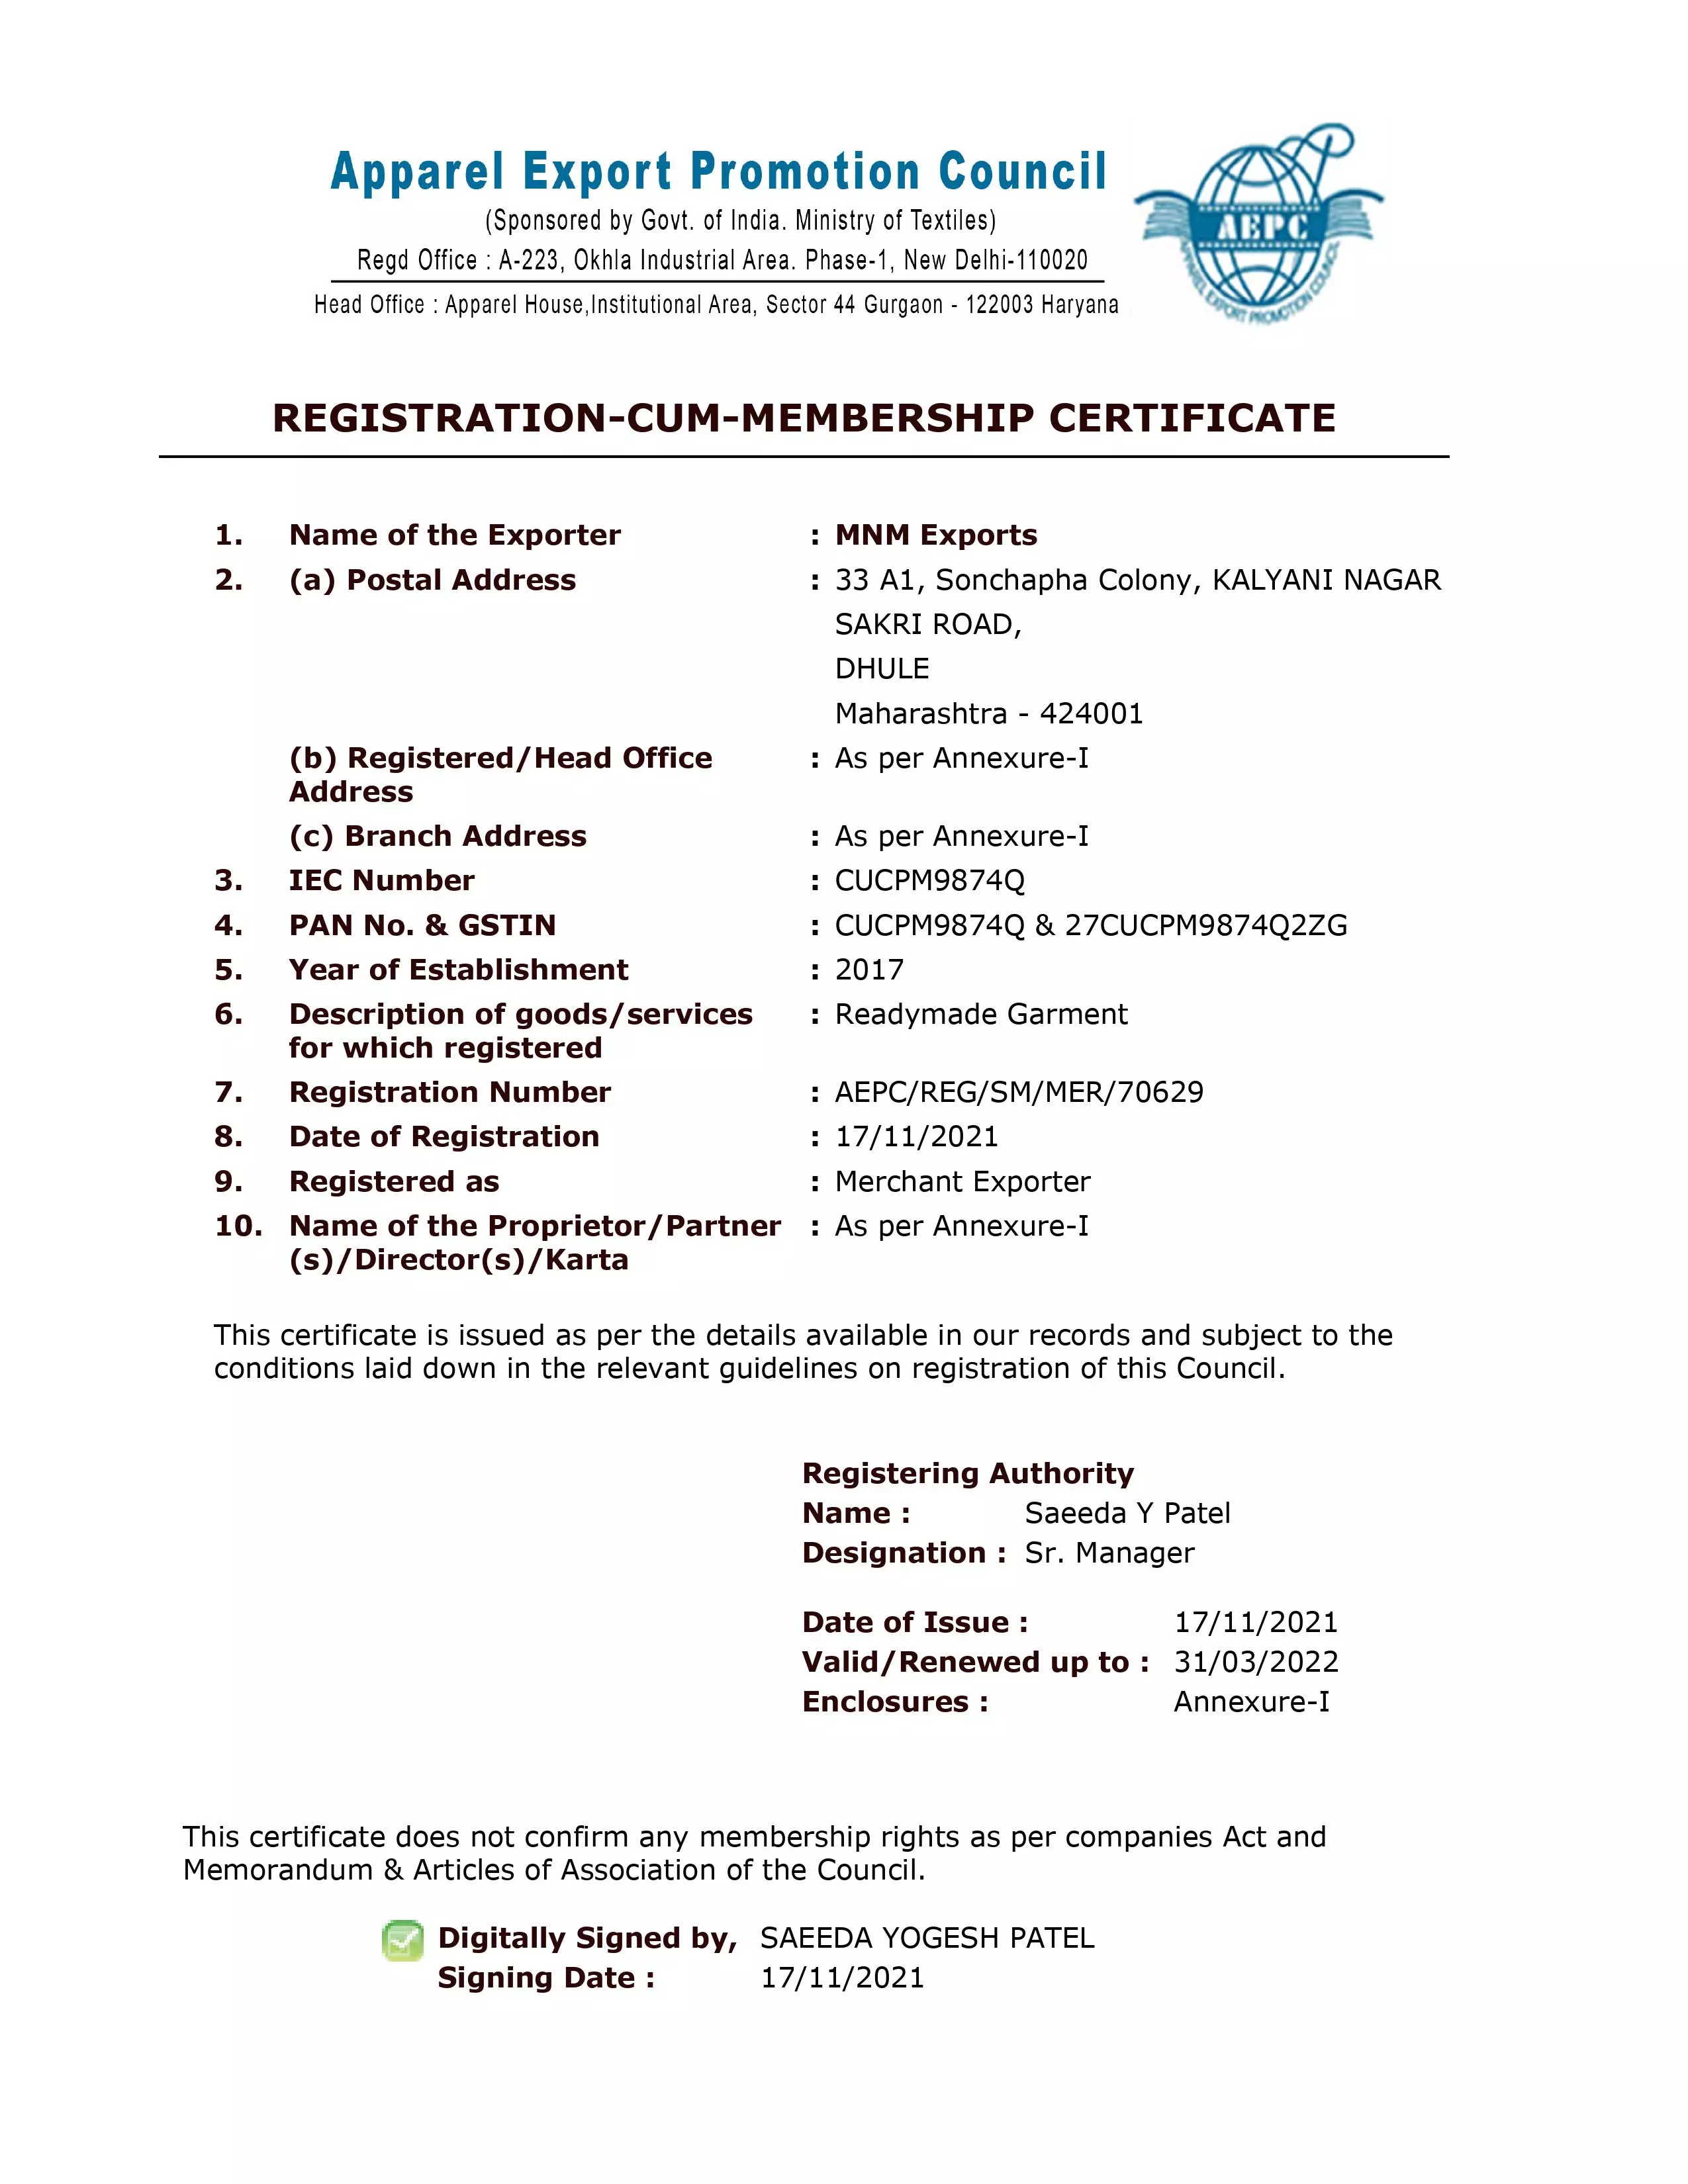 Apparel Export Promotion Council
(Sponsored by Govt. of India. Ministry of Textiles)
Regd Office : A-223, Okhla Industrial Area. Phase-1, New Delhi-110020
Head Office : Apparel House,Institutional Area, Sector 44 Gurgaon - 122003 Haryana
AEPC
APPAREL EXPORT PROMOTION COUNCIL
REGISTRATION-CUM-MEMBERSHIP CERTIFICATE
1. Name of the Exporter : MNM Exports
2. (a) Postal Address : 33 A1, Sonchapha Colony, KALYANI NAGAR
SAKRI ROAD,
DHULE
Maharashtra - 424001
(b) Registered/Head Office : As per Annexure-I
Address
(c) Branch Address : As per Annexure-I
3. IEC Number : CUCPM9874Q
4. PAN No. & GSTIN : CUCPM9874Q & 27CUCPM9874Q2ZG
5. Year of Establishment : 2017
6. Description of goods/services : Readymade Garment
for which registered
7. Registration Number : AEPC/REG/SM/MER/70629
8. Date of Registration : 17/11/2021
9. Registered as : Merchant Exporter
10. Name of the Proprietor/Partner : As per Annexure-I
(s)/Director(s)/Karta
This certificate is issued as per the details available in our records and subject to the
conditions laid down in the relevant guidelines on registration of this Council.
Registering Authority
Name : Saeeda Y Patel
Designation : Sr. Manager
Date of Issue : 17/11/2021
Valid/Renewed up to : 31/03/2022
Enclosures : Annexure-I
This certificate does not confirm any membership rights as per companies Act and
Memorandum & Articles of Association of the Council.
Digitally Signed by, SAEEDA YOGESH PATEL
Signing Date : 17/11/2021